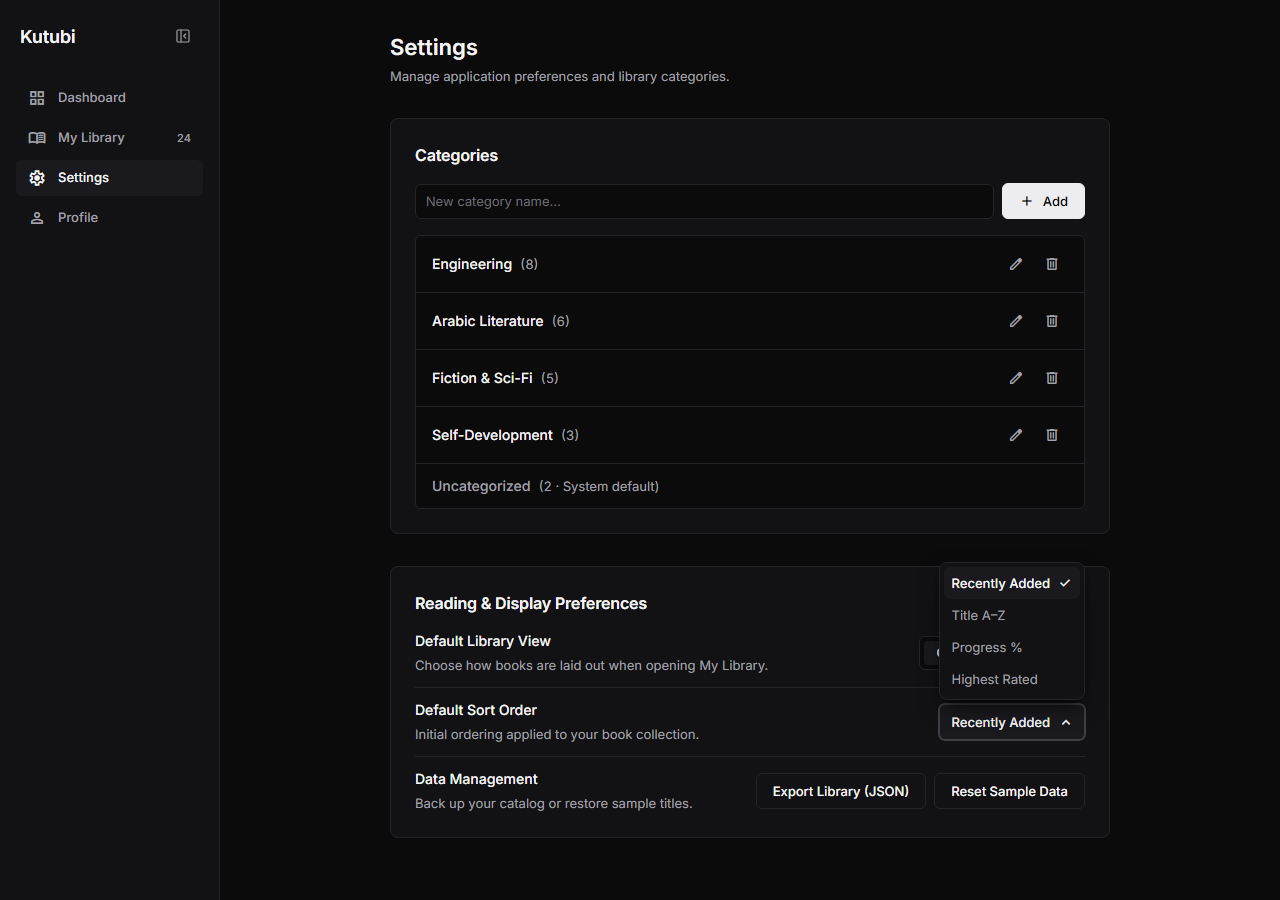 Kutubi
Dashboard
My Library 24
Settings
Profile
Settings
Manage application preferences and library categories.
Categories
New category name...
+ Add
Engineering (8)
Arabic Literature (6)
Fiction & Sci-Fi (5)
Self-Development (3)
Uncategorized (2 · System default)
Reading & Display Preferences
Default Library View
Choose how books are laid out when opening My Library.
Recently Added
Title A–Z
Progress %
Highest Rated
Default Sort Order
Initial ordering applied to your book collection.
Recently Added
Data Management
Back up your catalog or restore sample titles.
Export Library (JSON)
Reset Sample Data